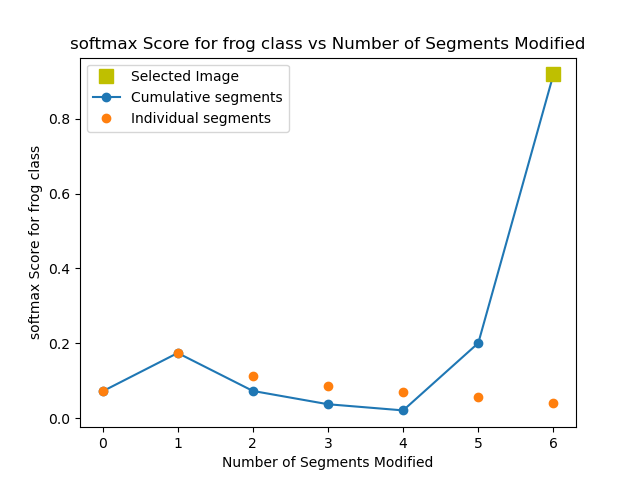 softmax Score for frog class vs Number of Segments Modified
Selected Image
Cumulative segments
Individual segments
softmax Score for frog class
0.8
0.6
0.4
0.2
0.0
0 1 2 3 4 5 6
Number of Segments Modified